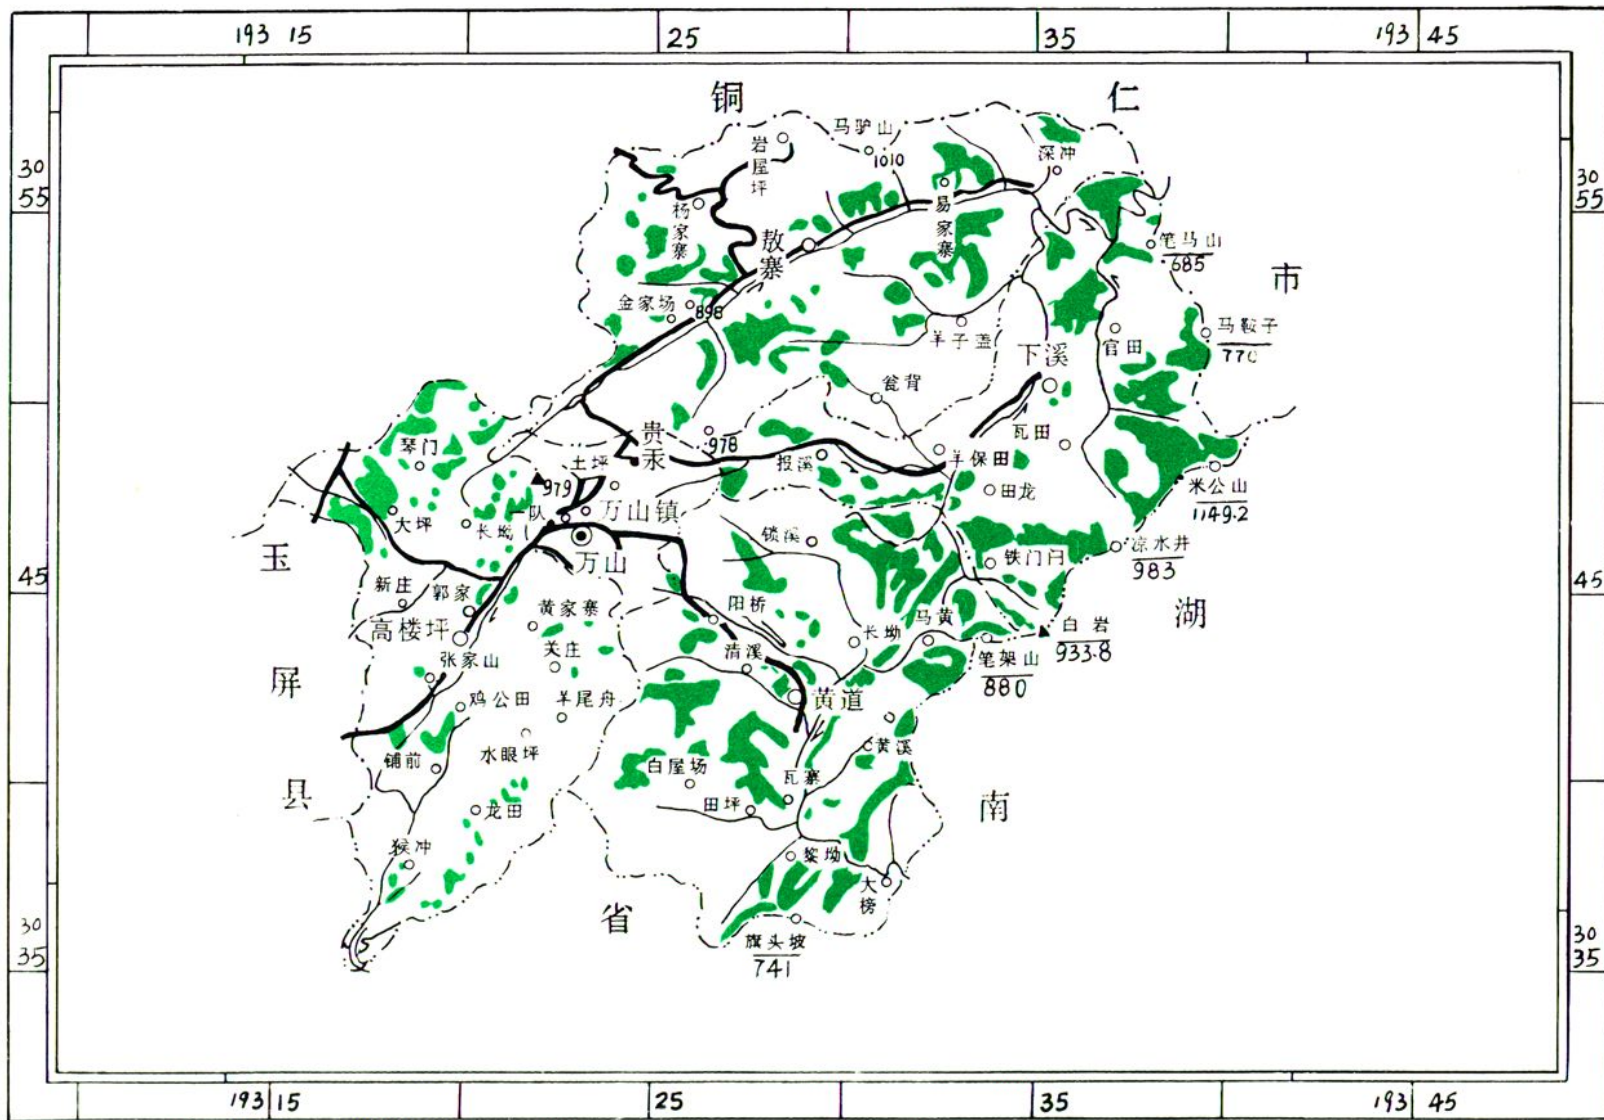 193 15
25
35
193 45
铜
仁
市
30
55
30
55
岩屋坪
马驴山
1010
深冲
杨家寨
敖寨
易家寨
笔马山
685
金家场
898
羊子盖
下溪
官田
马鞍子
770
瓮背
琴门
贵汞
978
瓦田
土坪
报溪
羊保田
979
田龙
米公山
1149.2
大坪
长坳
一队
万山镇
锁溪
玉
万山
铁门闩
凉水井
983
45
45
新庄
郭家
黄家寨
阳桥
马黄
湖
高楼坪
长坳
白岩
933.8
张家山
关庄
清溪
笔架山
880
屏
鸡公田
羊尾舟
黄道
水眼坪
黄溪
铺前
白屋场
瓦寨
县
龙田
田坪
南
猴冲
黎坳
大榜
省
30
35
旗头坡
741
30
35
193 15
25
35
193 45